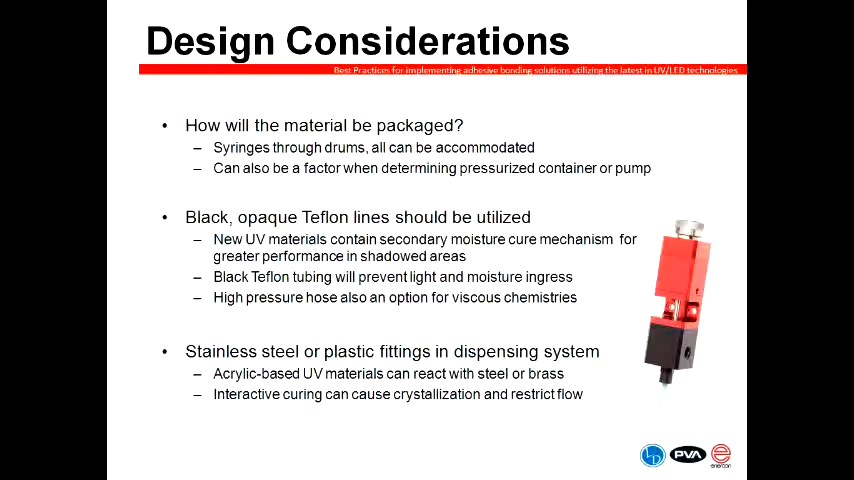 Design Considerations
Best Practices for implementing adhesive bonding solutions utilizing the latest in UV/LED technologies
• How will the material be packaged?
– Syringes through drums, all can be accommodated
– Can also be a factor when determining pressurized container or pump
• Black, opaque Teflon lines should be utilized
– New UV materials contain secondary moisture cure mechanism for
greater performance in shadowed areas
– Black Teflon tubing will prevent light and moisture ingress
– High pressure hose also an option for viscous chemistries
• Stainless steel or plastic fittings in dispensing system
– Acrylic-based UV materials can react with steel or brass
– Interactive curing can cause crystallization and restrict flow
PVA
enercon